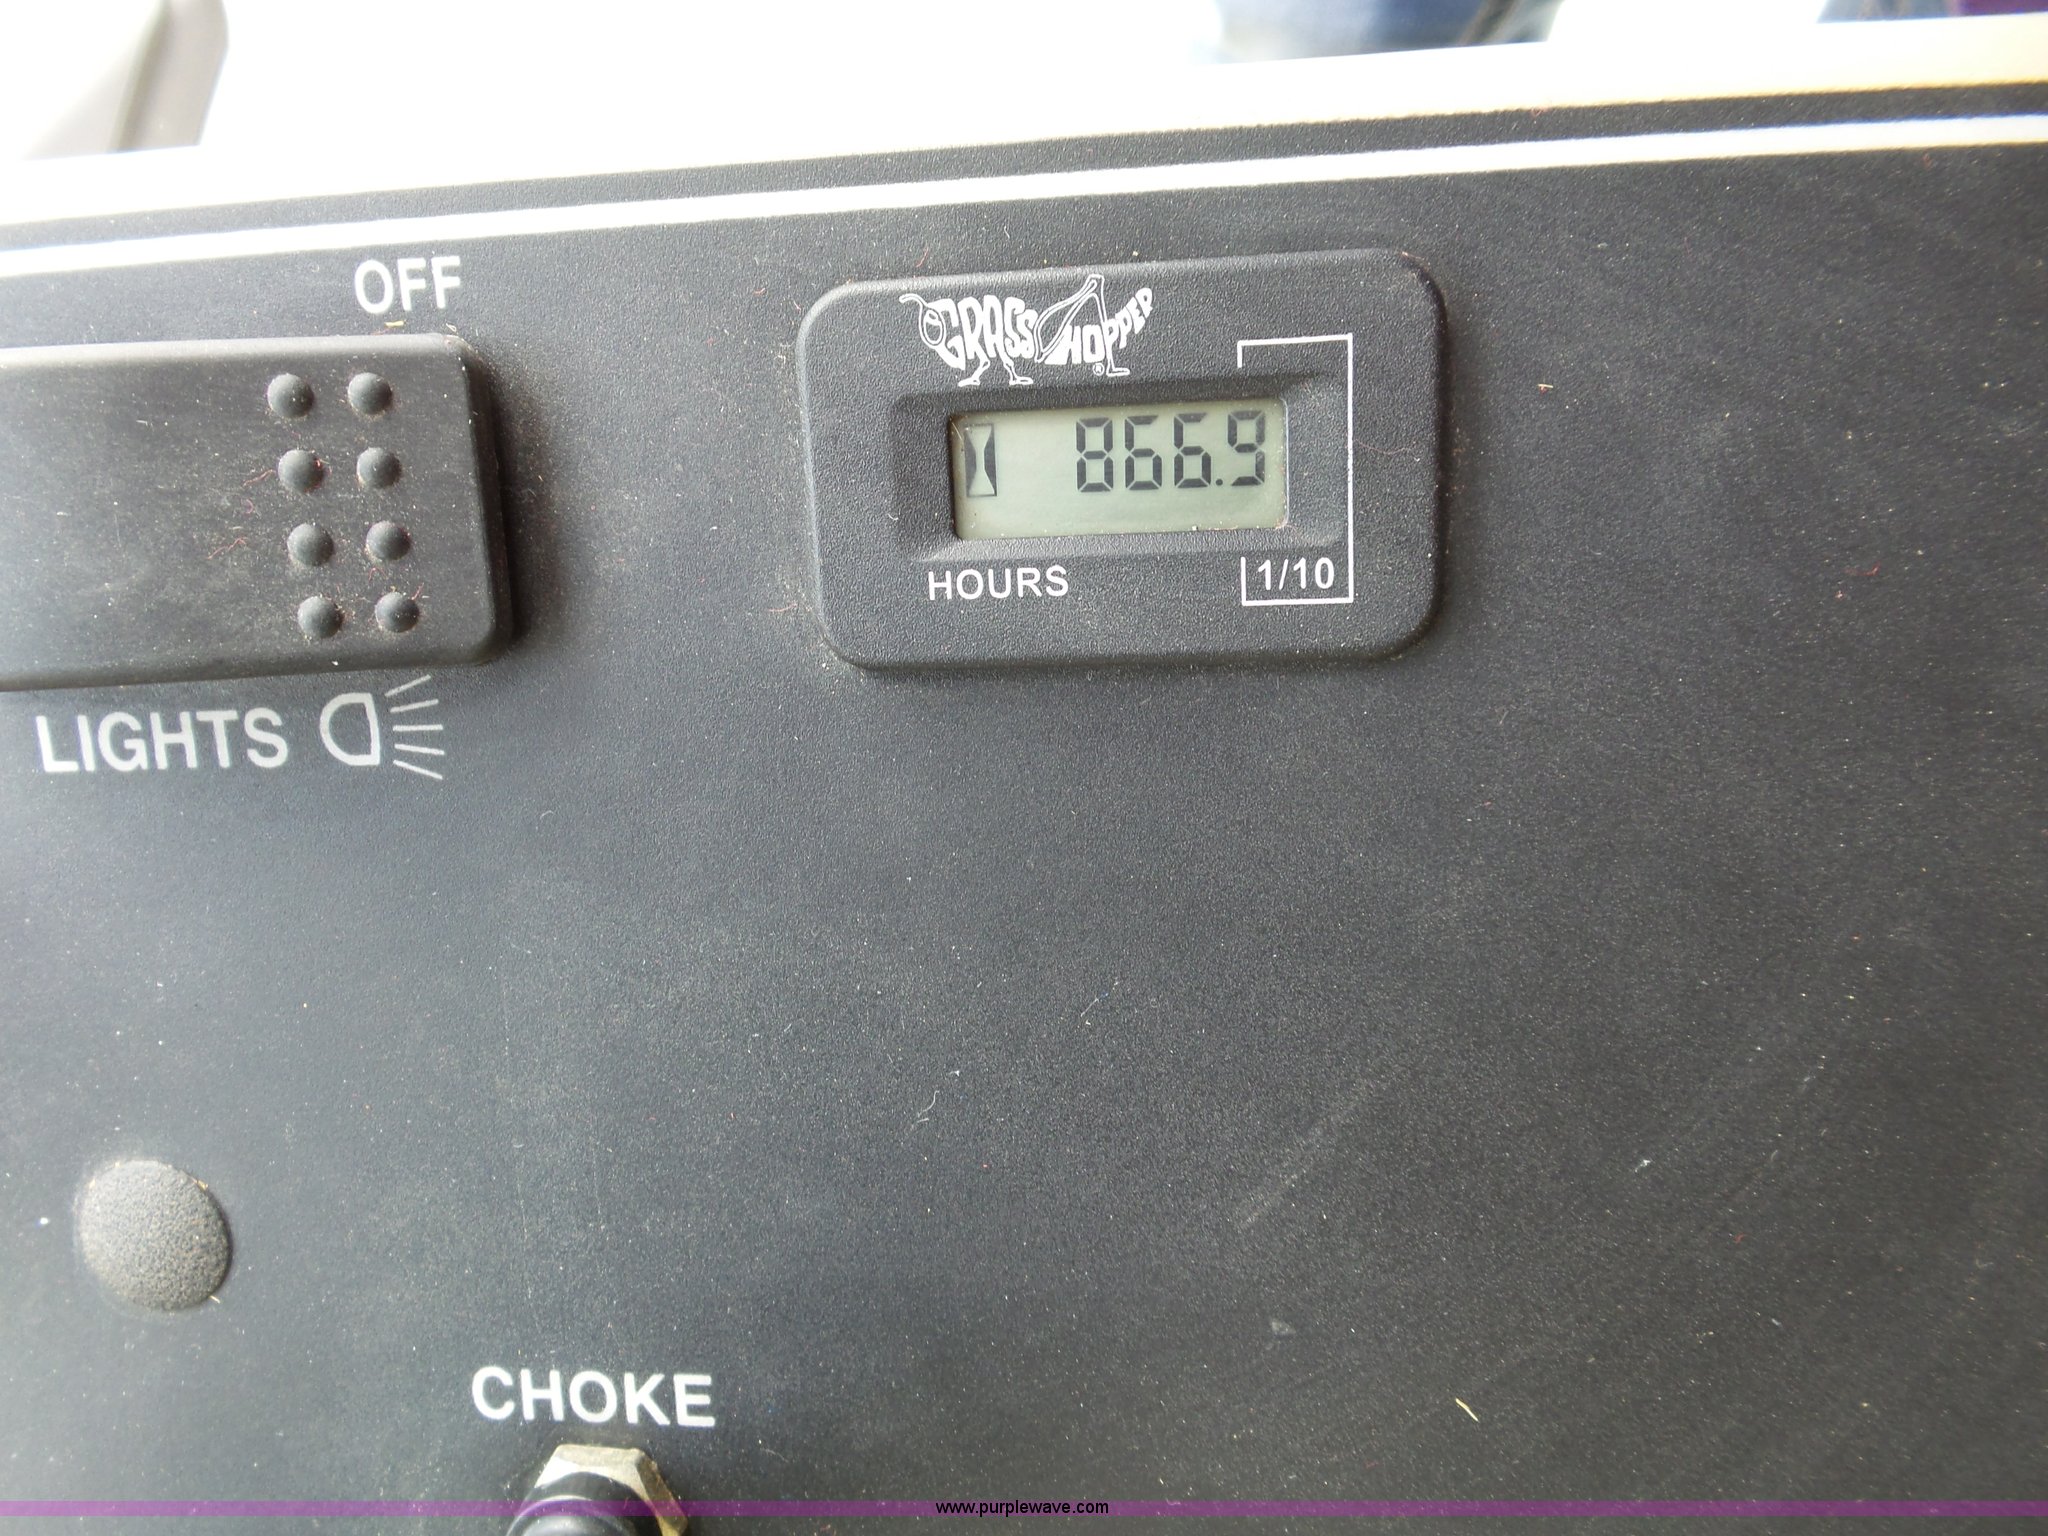 OFF
GRASSHOPPER®
866.9
HOURS
1/10
LIGHTS
CHOKE
www.purplewave.com